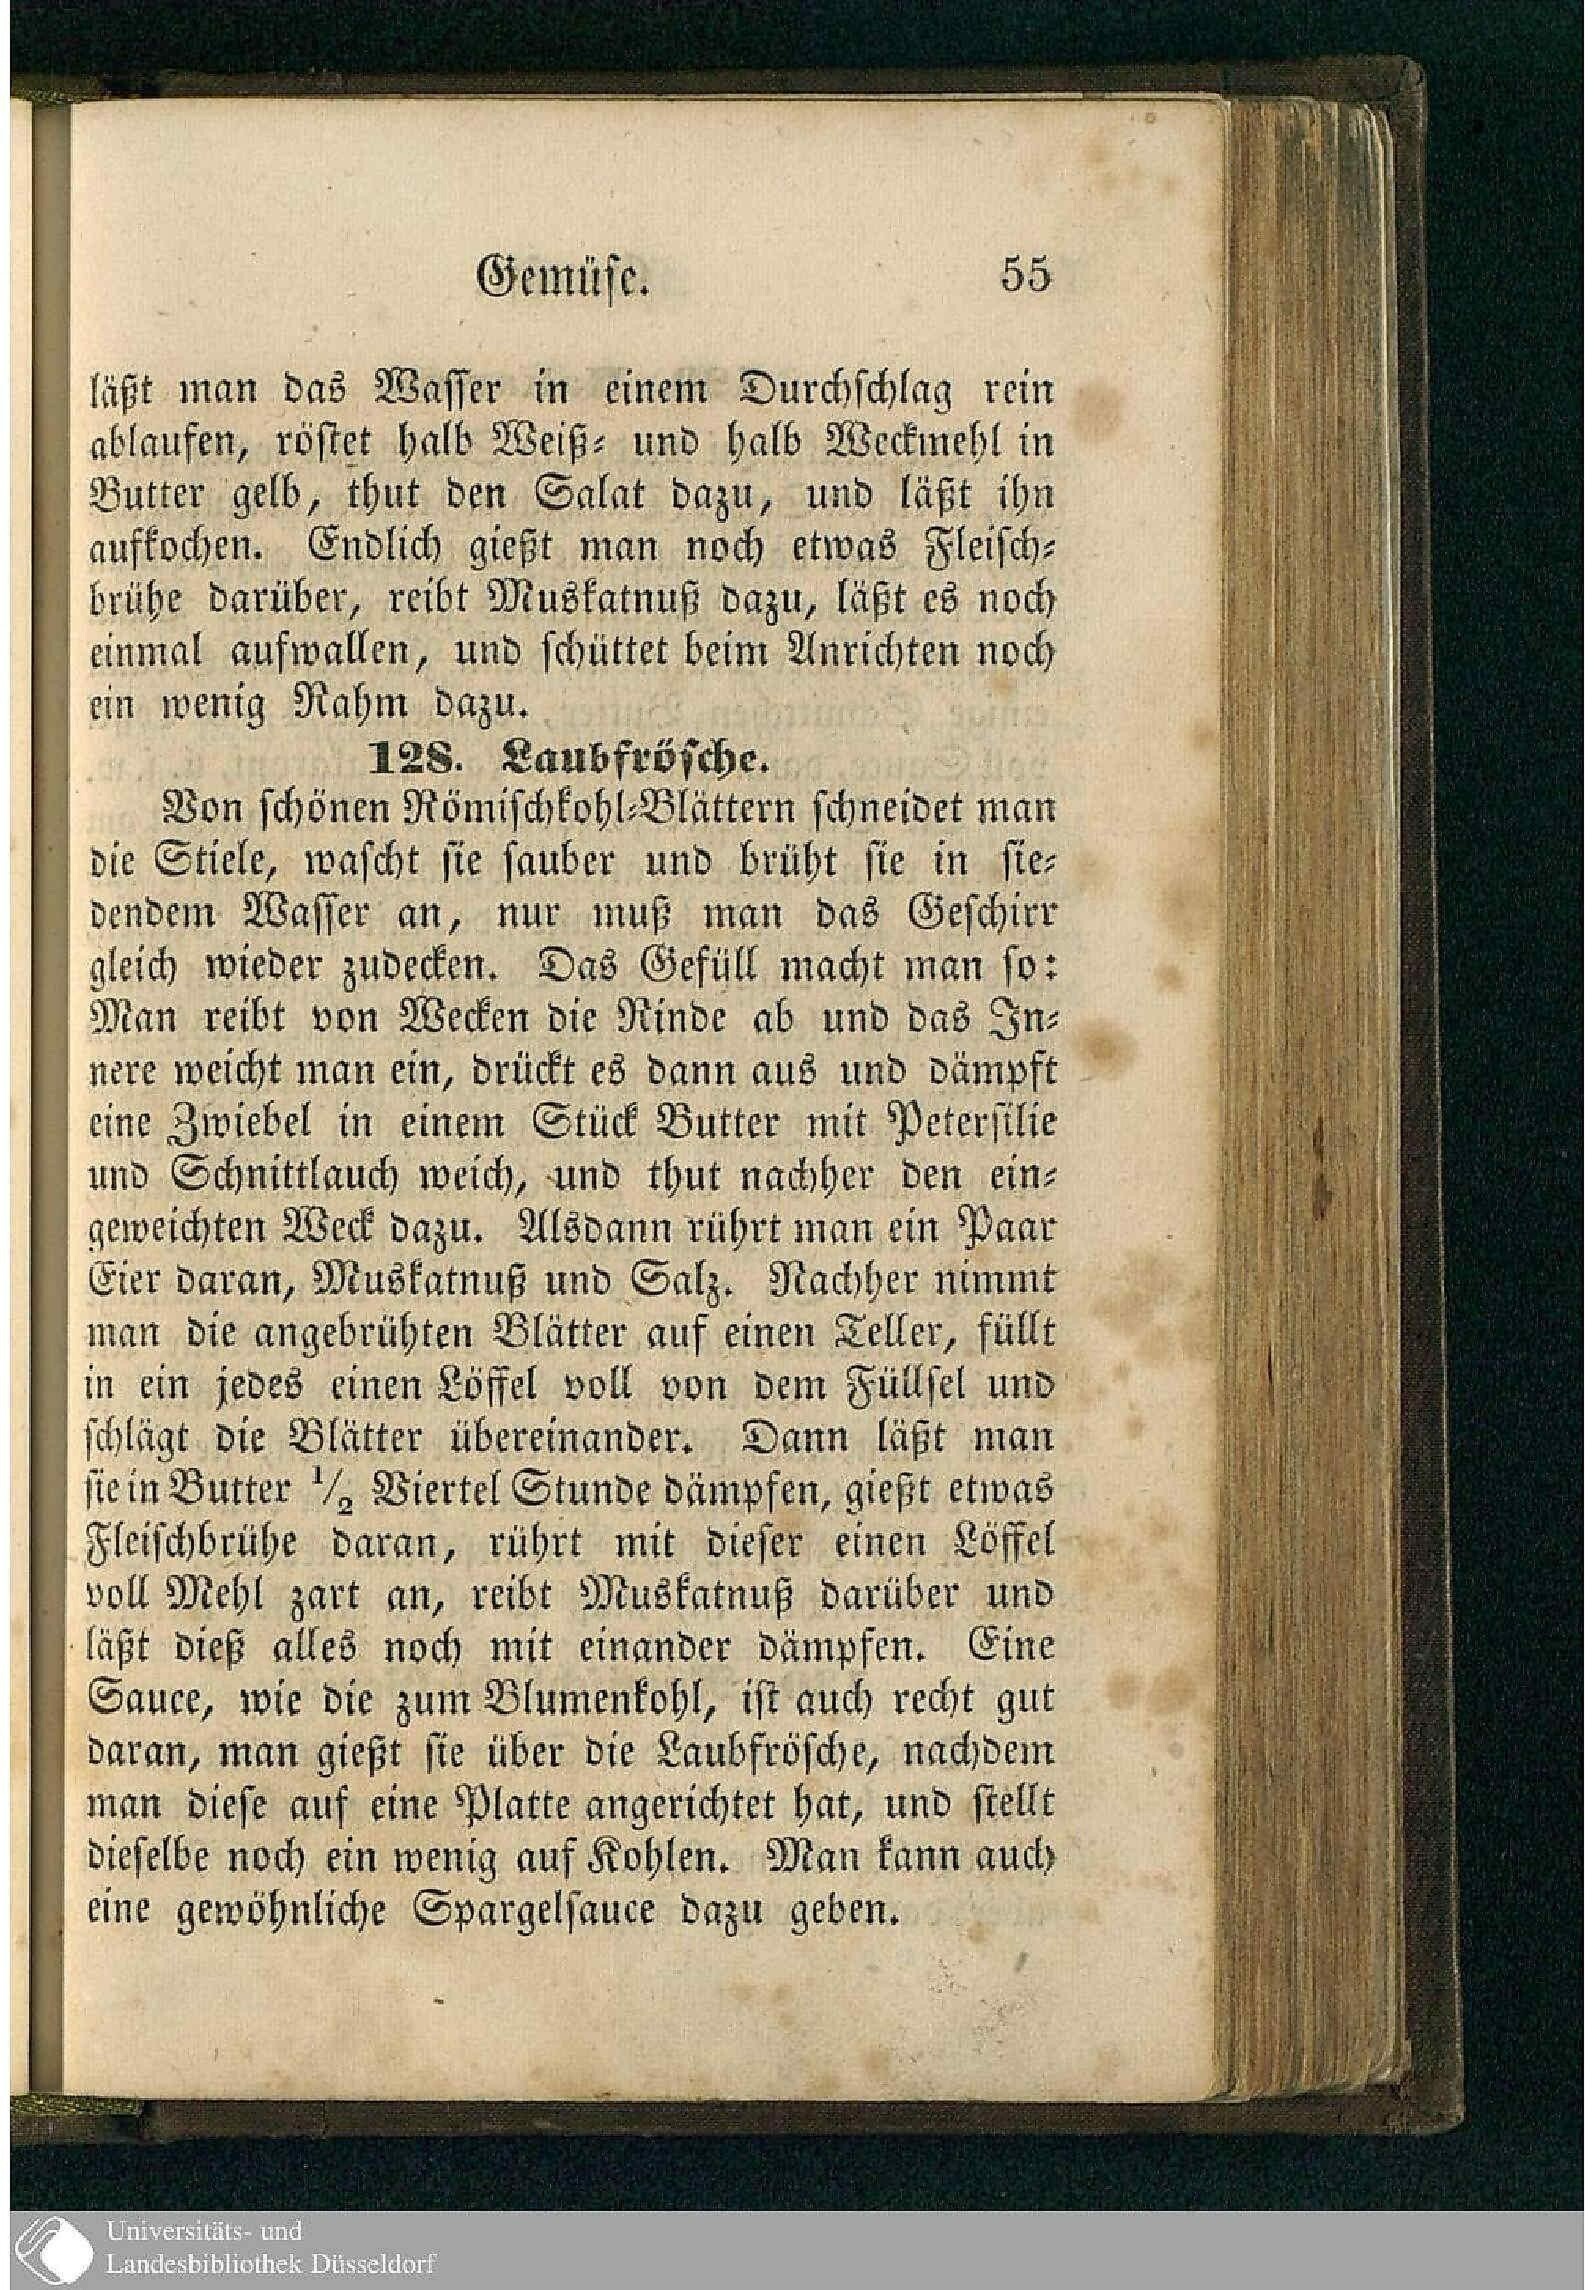 Gemüse. 55
läßt man das Wasser in einem Durchschlag rein
ablaufen, röstet halb Weiß- und halb Weckmehl in
Butter gelb, thut den Salat dazu, und läßt ihn
aufkochen. Endlich gießt man noch etwas Fleisch-
brühe darüber, reibt Muskatnuß dazu, läßt es noch
einmal aufwallen, und schüttet beim Anrichten noch
ein wenig Rahm dazu.
128. Laubfrösche.
Von schönen Römischkohl-Blättern schneidet man
die Stiele, wascht sie sauber und brüht sie in sie-
dendem Wasser an, nur muß man das Geschirr
gleich wieder zudecken. Das Gefüll macht man so:
Man reibt von Wecken die Rinde ab und das In-
nere weicht man ein, drückt es dann aus und dämpft
eine Zwiebel in einem Stück Butter mit Petersilie
und Schnittlauch weich, und thut nachher den ein-
geweichten Weck dazu. Alsdann rührt man ein Paar
Eier daran, Muskatnuß und Salz. Nachher nimmt
man die angebrühten Blätter auf einen Teller, füllt
in ein jedes einen Löffel voll von dem Füllsel und
schlägt die Blätter übereinander. Dann läßt man
sie in Butter 1/2 Viertel Stunde dämpfen, gießt etwas
Fleischbrühe daran, rührt mit dieser einen Löffel
voll Mehl zart an, reibt Muskatnuß darüber und
läßt dieß alles noch mit einander dämpfen. Eine
Sauce, wie die zum Blumenkohl, ist auch recht gut
daran, man gießt sie über die Laubfrösche, nachdem
man diese auf eine Platte angerichtet hat, und stellt
dieselbe noch ein wenig auf Kohlen. Man kann auch
eine gewöhnliche Spargelsauce dazu geben.
Universitäts- und
Landesbibliothek Düsseldorf